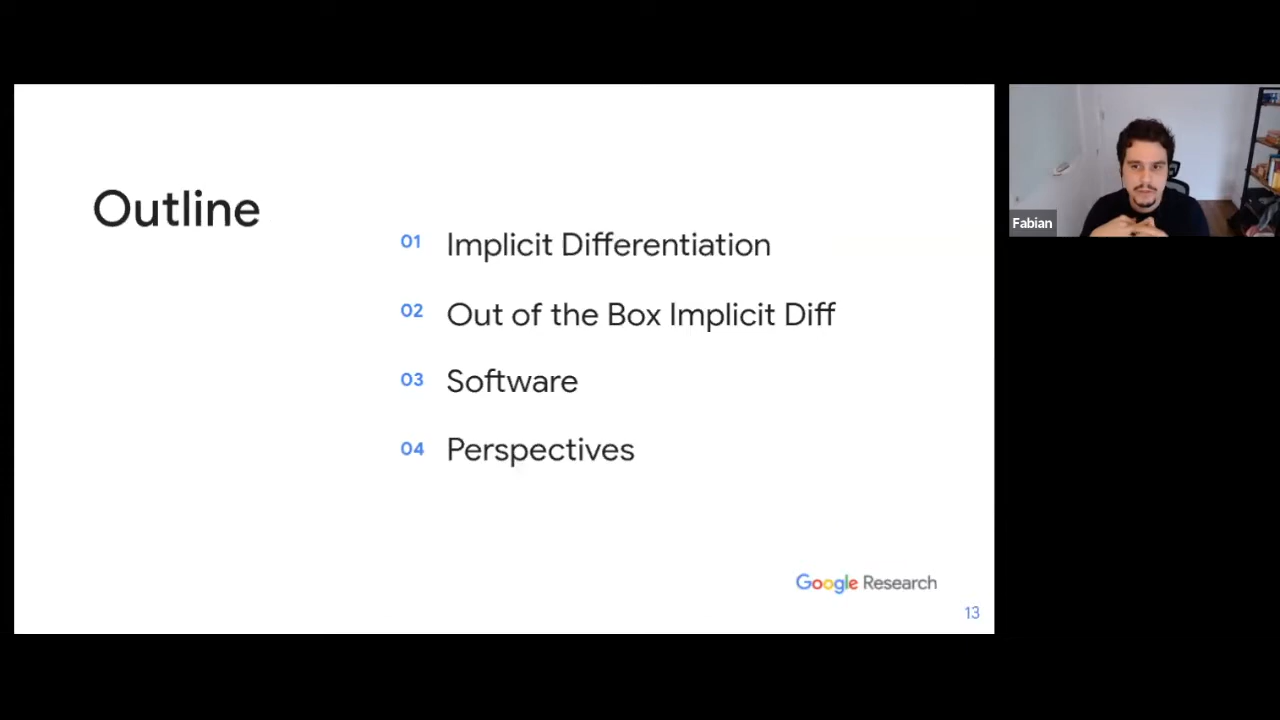 Outline
01 Implicit Differentiation
02 Out of the Box Implicit Diff
03 Software
04 Perspectives
Google Research
13
Fabian